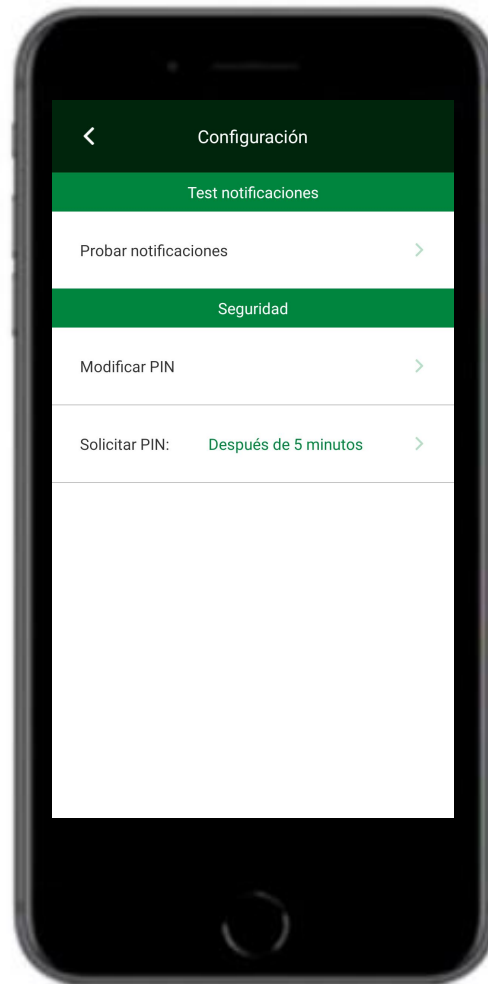 Configuración
Test notificaciones
Probar notificaciones
Seguridad
Modificar PIN
Solicitar PIN: Después de 5 minutos